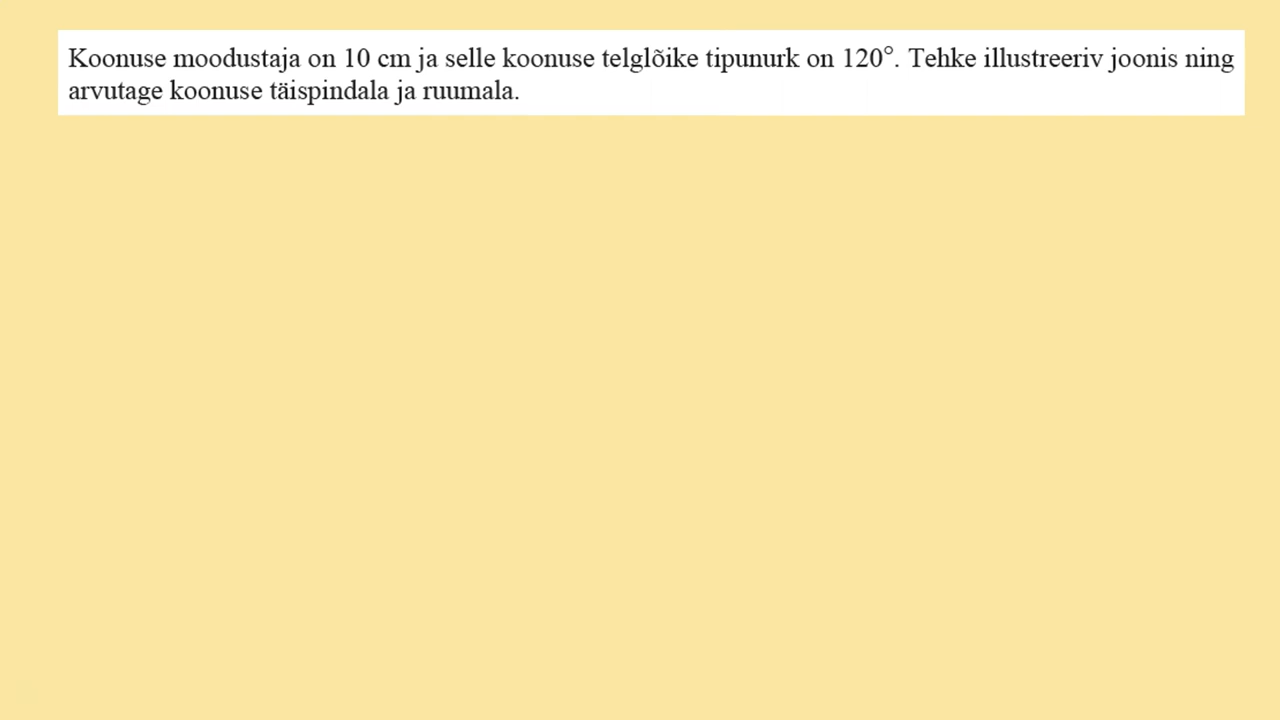 Koonuse moodustaja on 10 cm ja selle koonuse telglõike tipunurk on 120°. Tehke illustreeriv joonis ning
arvutage koonuse täispindala ja ruumala.